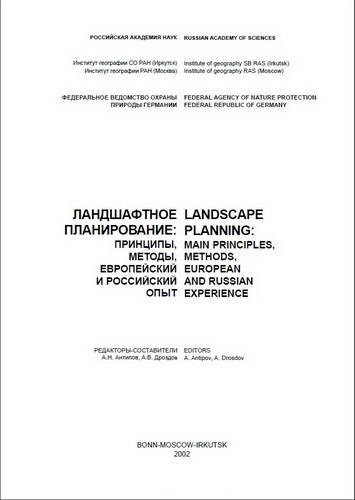 РОССИЙСКАЯ АКАДЕМИЯ НАУК RUSSIAN ACADEMY OF SCIENCES
Институт географии СО РАН (Иркутск) Institute of geography SB RAS (Irkutsk)
Институт географии РАН (Москва) Institute of geography RAS (Moscow)
ФЕДЕРАЛЬНОЕ ВЕДОМСТВО ОХРАНЫ FEDERAL AGENCY OF NATURE PROTECTION
ПРИРОДЫ ГЕРМАНИИ FEDERAL REPUBLIC OF GERMANY
ЛАНДШАФТНОЕ LANDSCAPE
ПЛАНИРОВАНИЕ: PLANNING:
ПРИНЦИПЫ, MAIN PRINCIPLES,
МЕТОДЫ, METHODS,
ЕВРОПЕЙСКИЙ EUROPEAN
И РОССИЙСКИЙ AND RUSSIAN
ОПЫТ EXPERIENCE
РЕДАКТОРЫ-СОСТАВИТЕЛИ EDITORS
А.Н. Антипов, А.В. Дроздов A. Antipov, A. Drosdov
BONN-MOSCOW-IRKUTSK
2002